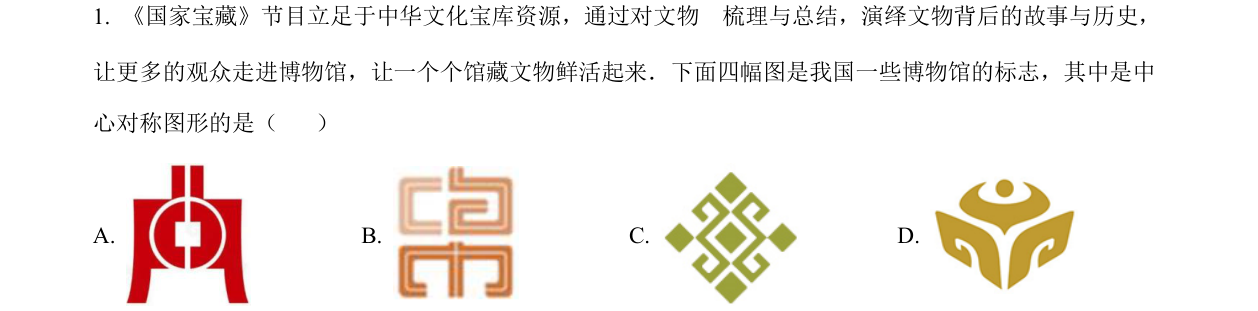 1. 《国家宝藏》节目立足于中华文化宝库资源，通过对文物　梳理与总结，演绎文物背后的故事与历史，
让更多的观众走进博物馆，让一个个馆藏文物鲜活起来．下面四幅图是我国一些博物馆的标志，其中是中
心对称图形的是（　　）
A. B. C. D.